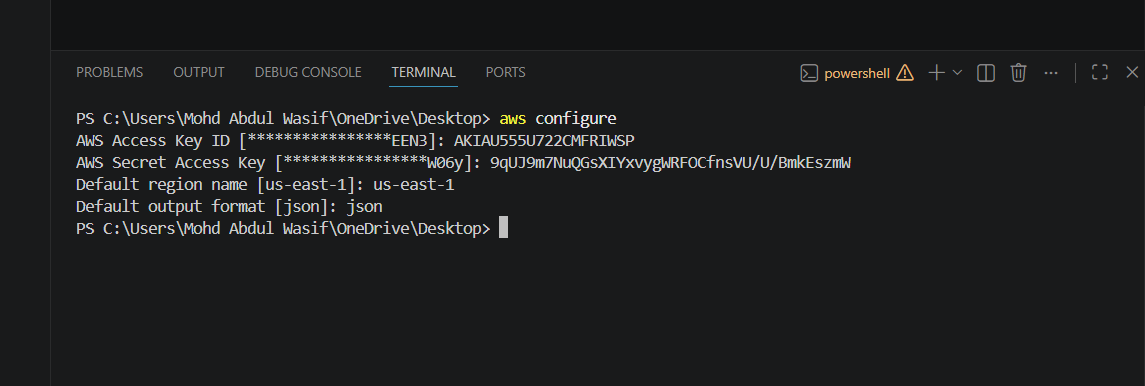 PROBLEMS OUTPUT DEBUG CONSOLE TERMINAL PORTS powershell
PS C:\Users\Mohd Abdul Wasif\OneDrive\Desktop> aws configure
AWS Access Key ID [****************EEN3]: AKIAU555U722CMFRIWSP
AWS Secret Access Key [****************W06y]: 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
Default region name [us-east-1]: us-east-1
Default output format [json]: json
PS C:\Users\Mohd Abdul Wasif\OneDrive\Desktop>